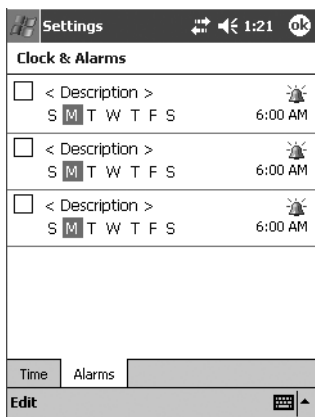 Settings 1:21 ok
Clock & Alarms
< Description >
S M T W T F S 6:00 AM
< Description >
S M T W T F S 6:00 AM
< Description >
S M T W T F S 6:00 AM
Time Alarms
Edit